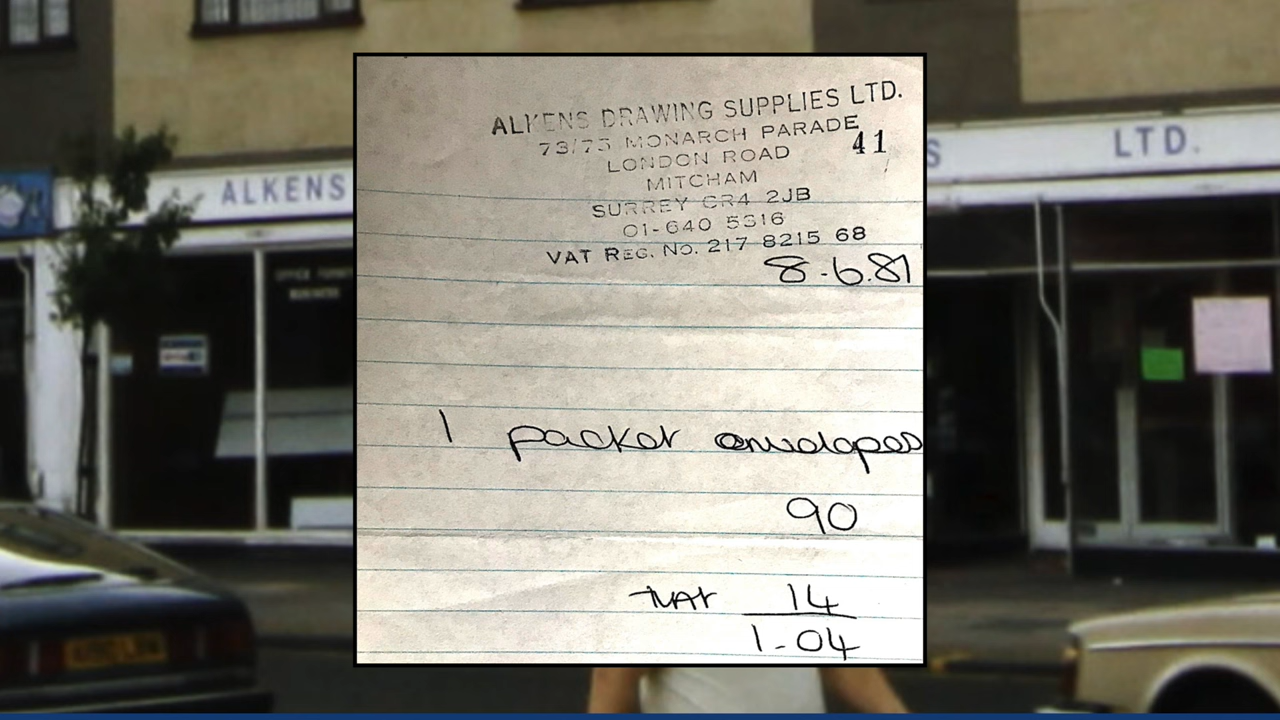 ALKENS DRAWING SUPPLIES LTD.
73/75 MONARCH PARADE
41
LONDON ROAD
MITCHAM
SURREY CR4 2JB
01-640 5316
VAT REG. NO. 217 8215 68
8.6.81
1 packet envelopes
90
VAT 14
1-04
ALKENS
S LTD.